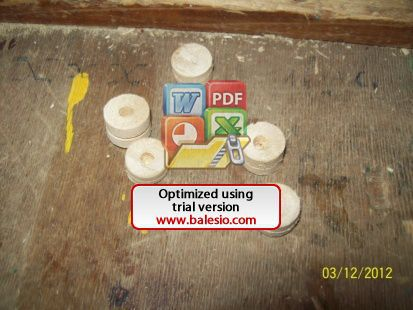 W
PDF
X
Optimized using
trial version
www.balesio.com
03/12/2012